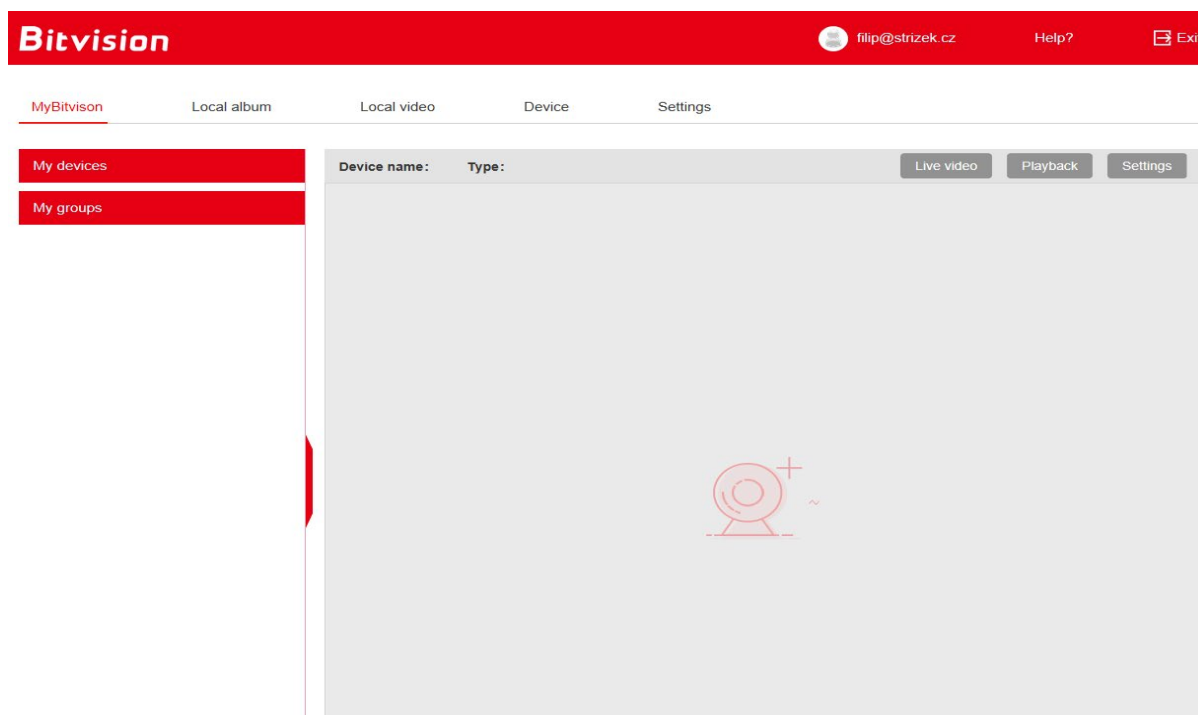 Bitvision filip@strizek.cz Help? Exi
MyBitvison Local album Local video Device Settings
My devices
My groups
Device name: Type: Live video Playback Settings